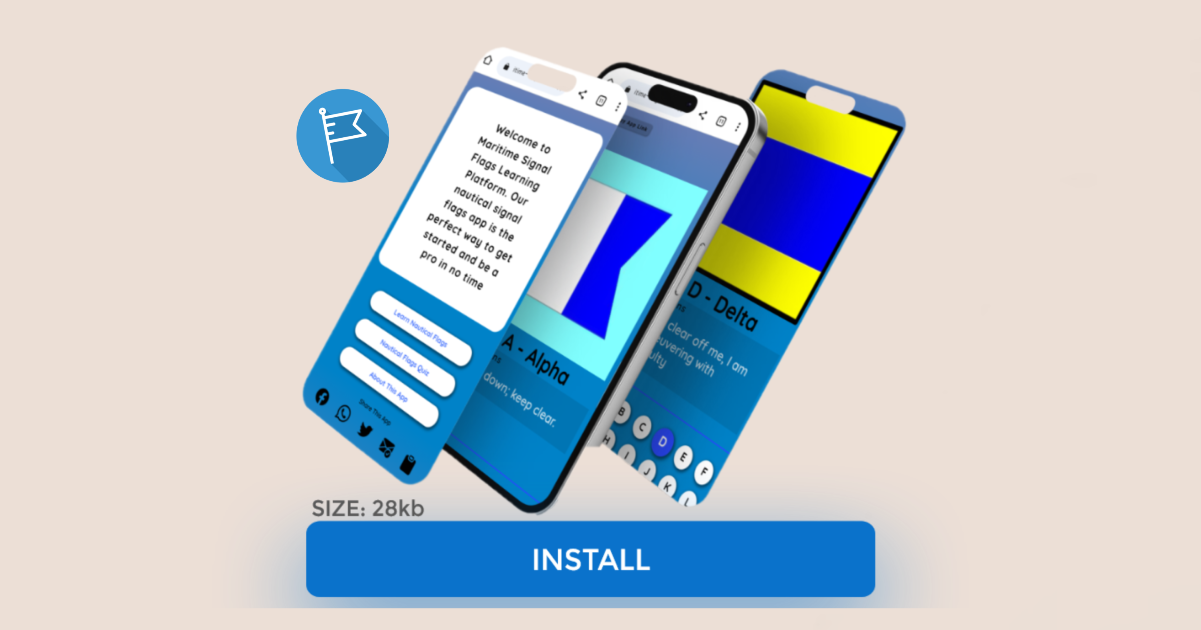 Welcome to
Maritime Signal
Flags Learning
Platform. Our
nautical signal
flags app is the
perfect way to get
started and be a
pro in no time
Learn Nautical Flags
Nautical Flags Quiz
About This App
Share This App
App Link
A - Alpha
down; keep clear.
D - Delta
clear off me, I am
with
B
C
D
E
F
H
I
J
K
L
SIZE: 28kb
INSTALL